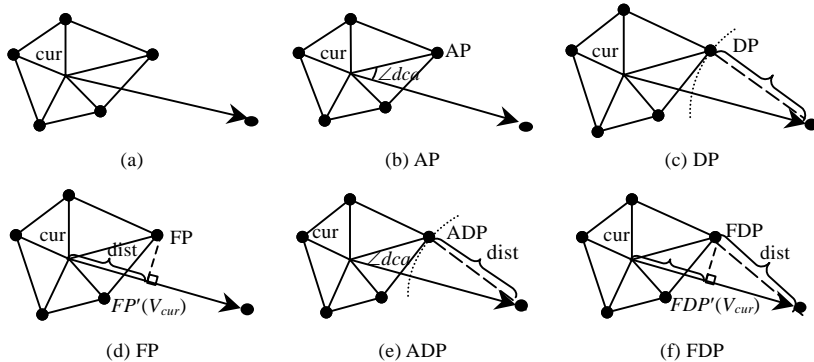 cur
(a)
cur
AP
∠dca
(b) AP
cur
DP
(c) DP
cur
FP
dist
FP′(Vcur)
(d) FP
cur
ADP
∠dca
dist
(e) ADP
cur
FDP
dist
FDP′(Vcur)
(f) FDP